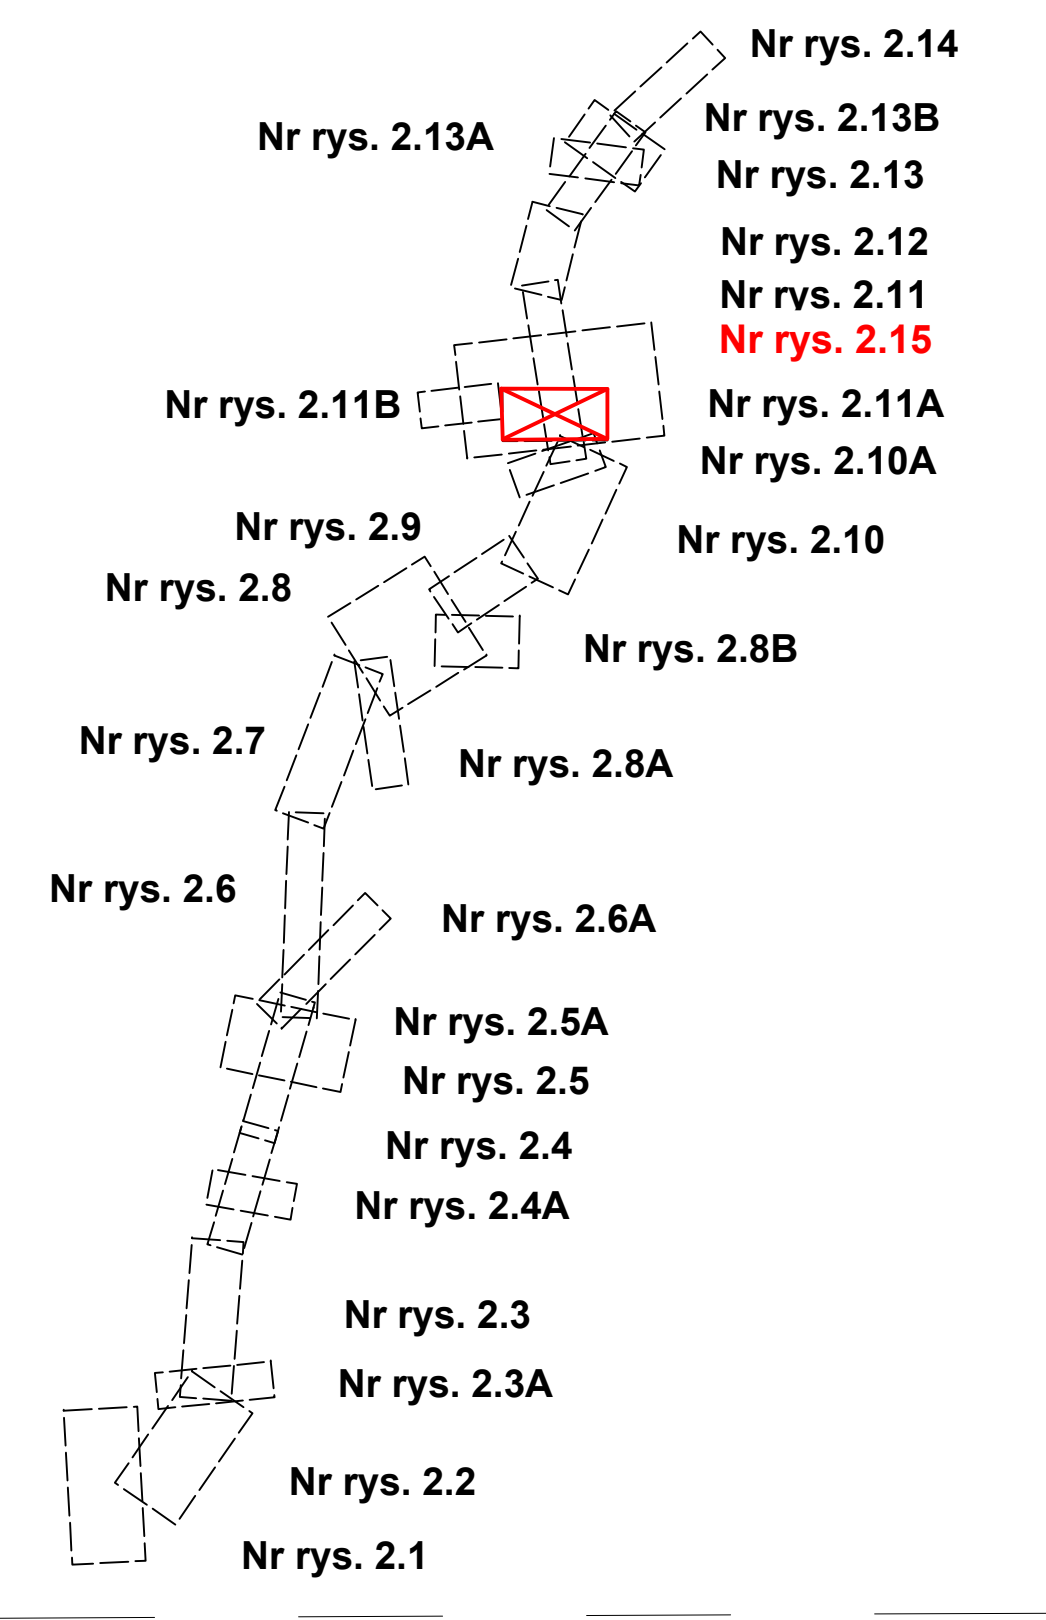 Nr rys. 2.14
Nr rys. 2.13B
Nr rys. 2.13A
Nr rys. 2.13
Nr rys. 2.12
Nr rys. 2.11
Nr rys. 2.15
Nr rys. 2.11B
Nr rys. 2.11A
Nr rys. 2.10A
Nr rys. 2.9
Nr rys. 2.10
Nr rys. 2.8
Nr rys. 2.8B
Nr rys. 2.7
Nr rys. 2.8A
Nr rys. 2.6
Nr rys. 2.6A
Nr rys. 2.5A
Nr rys. 2.5
Nr rys. 2.4
Nr rys. 2.4A
Nr rys. 2.3
Nr rys. 2.3A
Nr rys. 2.2
Nr rys. 2.1